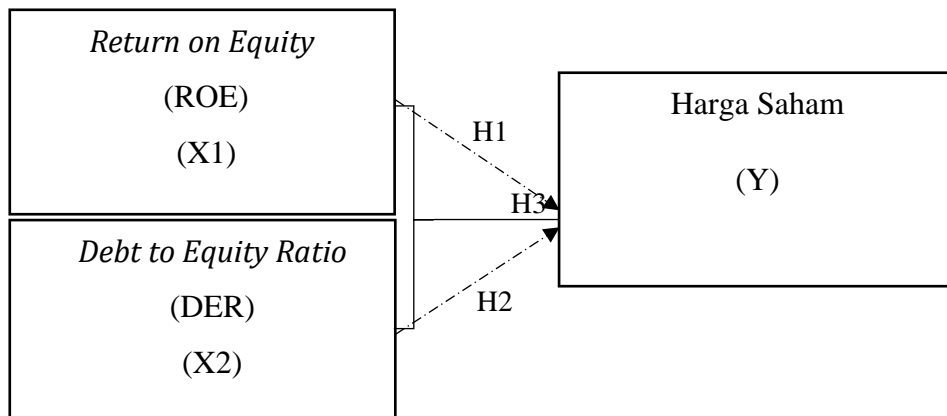 Return on Equity
(ROE)
(X1)
Debt to Equity Ratio
(DER)
(X2)
H1
H3
H2
Harga Saham
(Y)